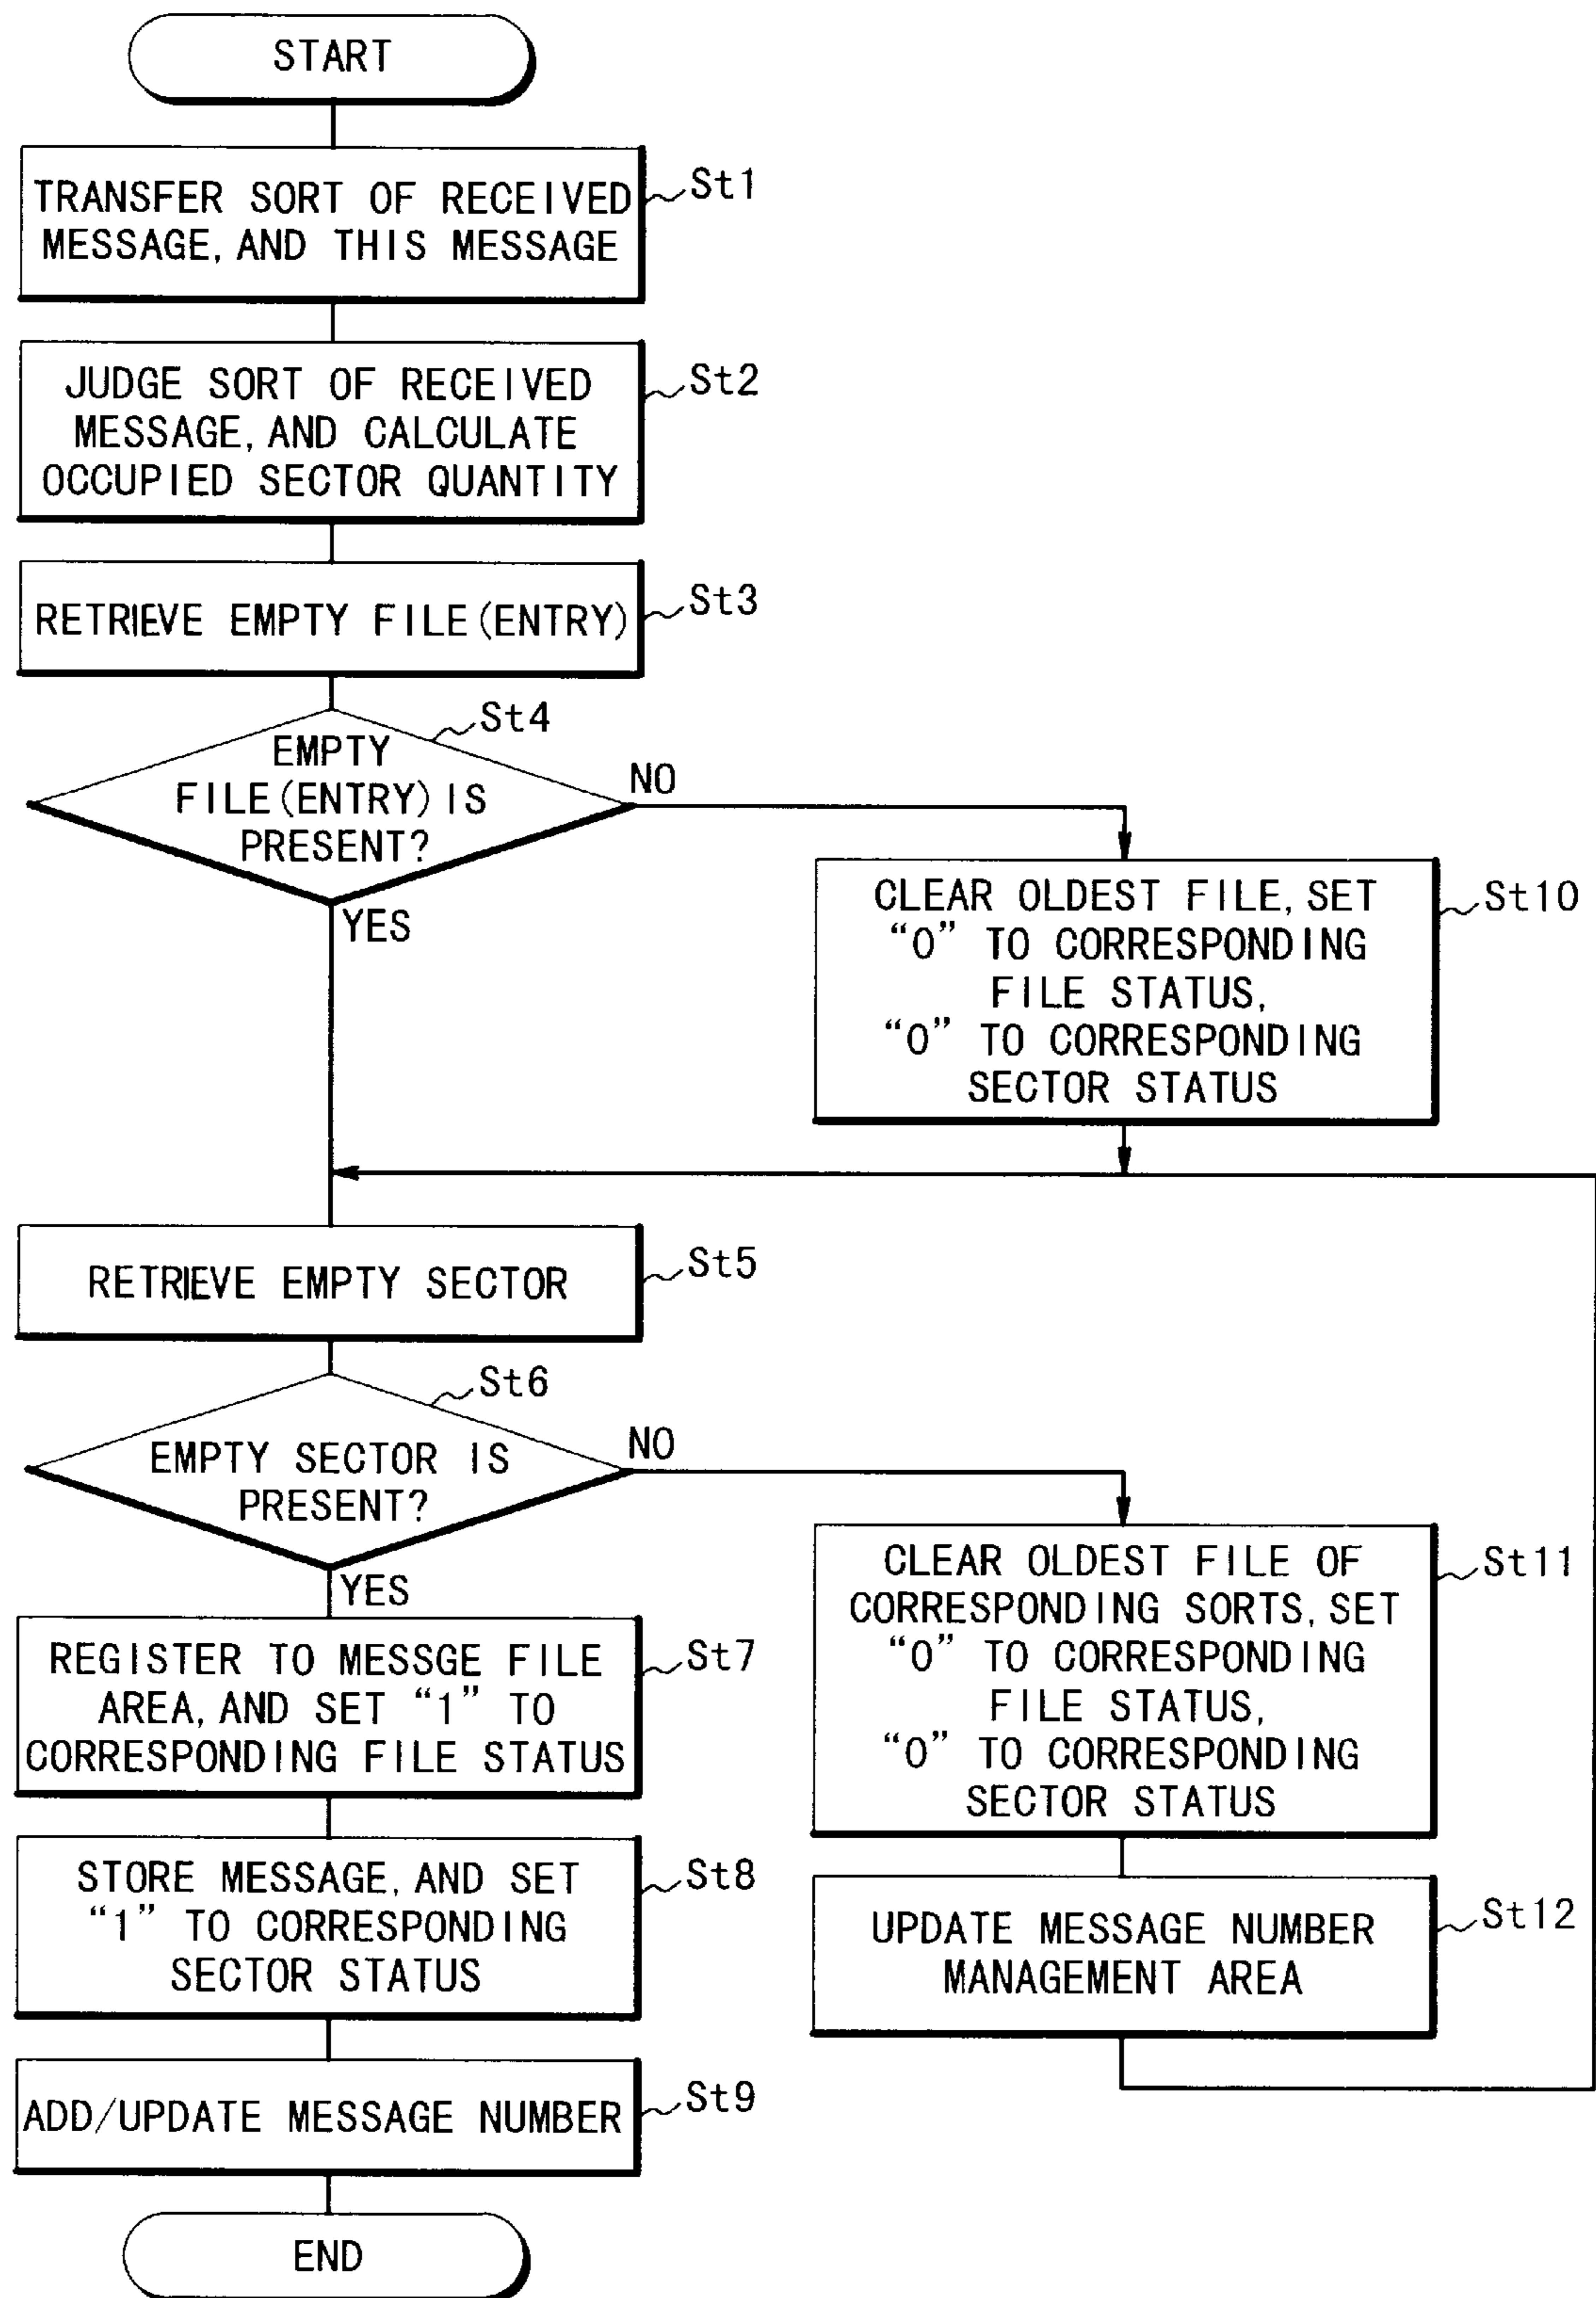 START
TRANSFER SORT OF RECEIVED
MESSAGE, AND THIS MESSAGE
St1
JUDGE SORT OF RECEIVED
MESSAGE, AND CALCULATE
OCCUPIED SECTOR QUANTITY
St2
RETRIEVE EMPTY FILE (ENTRY)
St3
EMPTY
FILE (ENTRY) IS
PRESENT?
St4
NO
YES
CLEAR OLDEST FILE, SET
“0” TO CORRESPONDING
FILE STATUS,
“0” TO CORRESPONDING
SECTOR STATUS
St10
RETRIEVE EMPTY SECTOR
St5
EMPTY SECTOR IS
PRESENT?
St6
NO
YES
CLEAR OLDEST FILE OF
CORRESPONDING SORTS, SET
“0” TO CORRESPONDING
FILE STATUS,
“0” TO CORRESPONDING
SECTOR STATUS
St11
REGISTER TO MESSGE FILE
AREA, AND SET “1” TO
CORRESPONDING FILE STATUS
St7
STORE MESSAGE, AND SET
“1” TO CORRESPONDING
SECTOR STATUS
St8
UPDATE MESSAGE NUMBER
MANAGEMENT AREA
St12
ADD/UPDATE MESSAGE NUMBER
St9
END